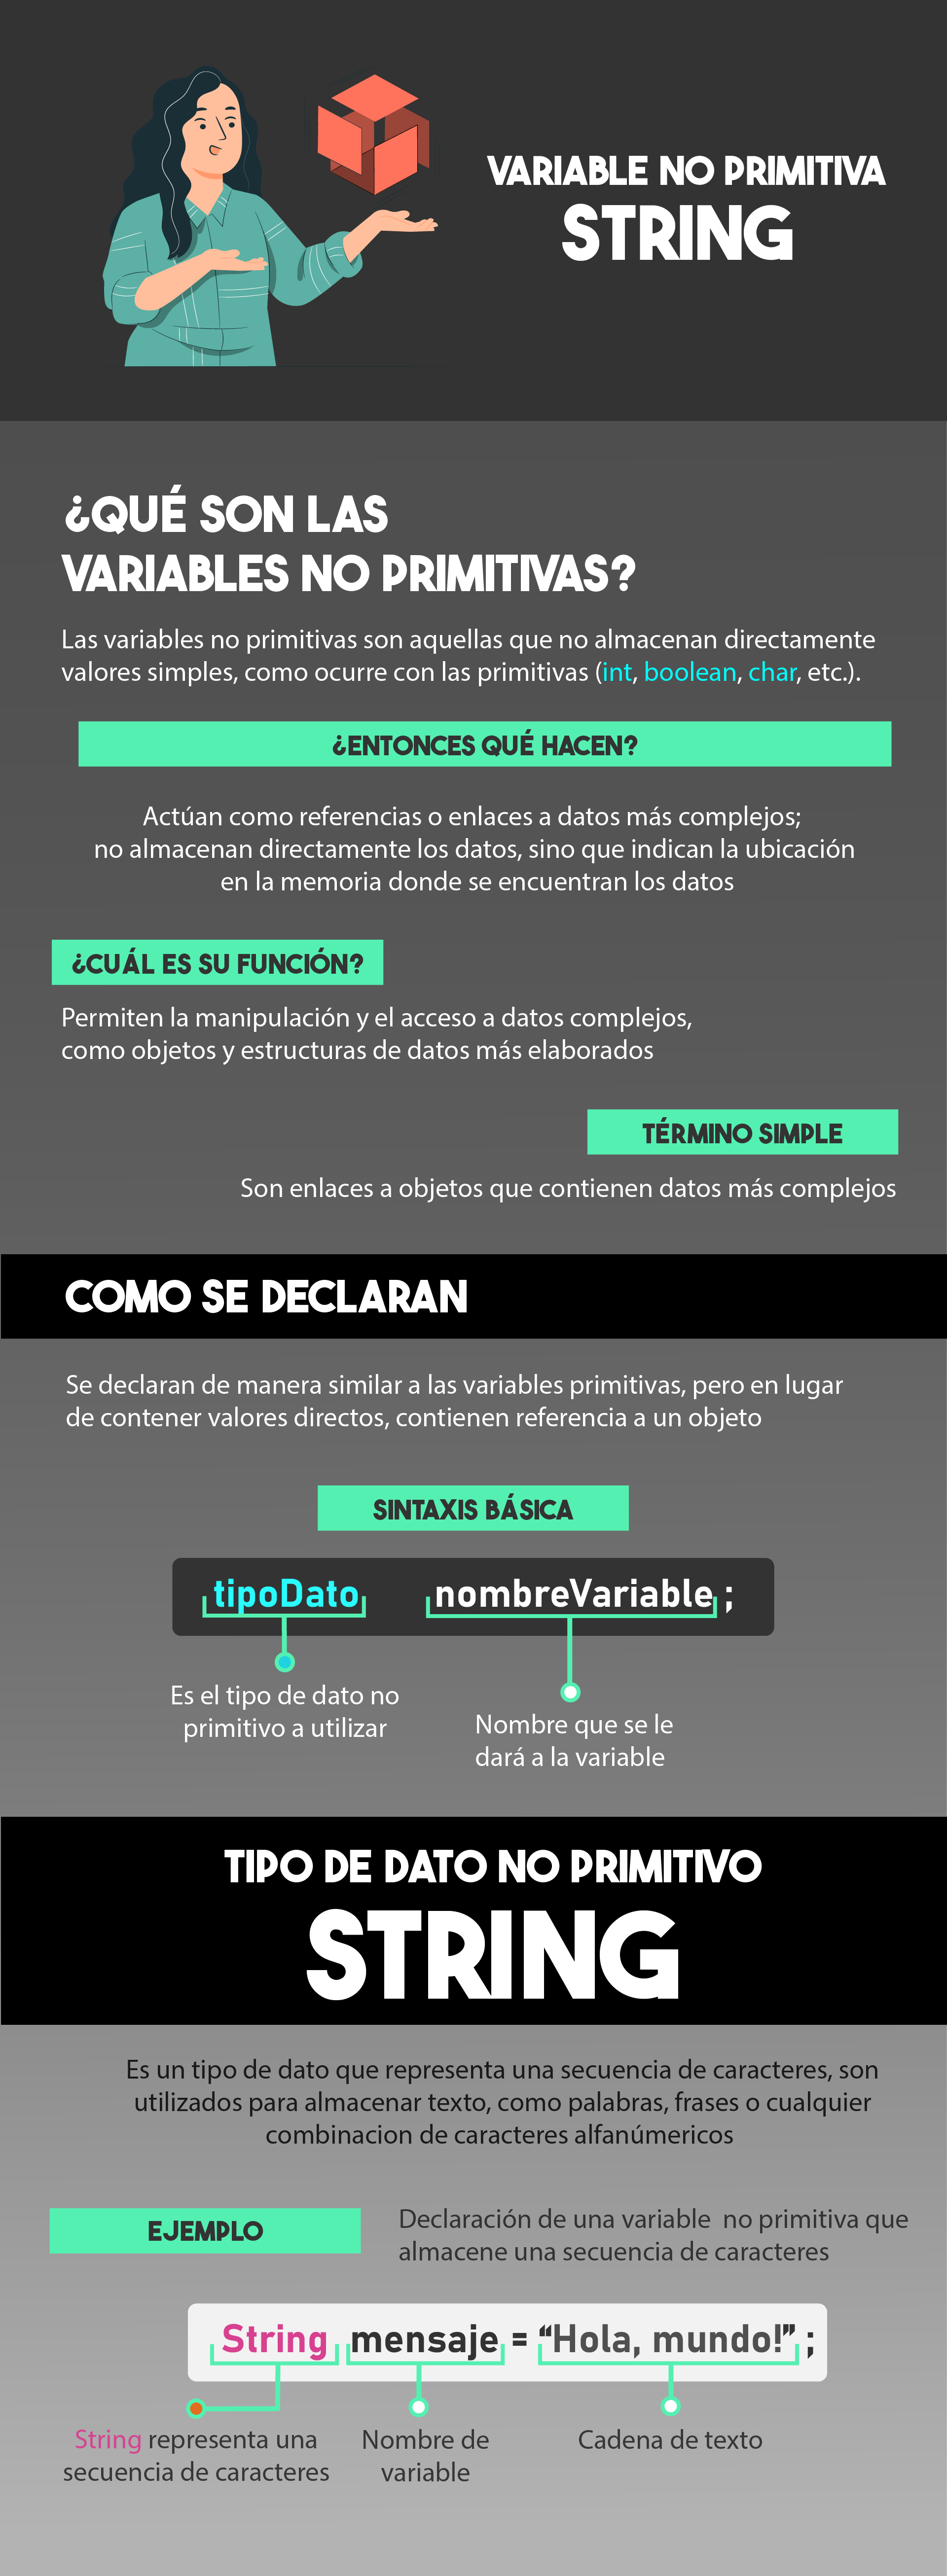 VARIABLE NO PRIMITIVA
STRING
¿QUÉ SON LAS
VARIABLES NO PRIMITIVAS?
Las variables no primitivas son aquellas que no almacenan directamente
valores simples, como ocurre con las primitivas (int, boolean, char, etc.).
¿ENTONCES QUÉ HACEN?
Actúan como referencias o enlaces a datos más complejos;
no almacenan directamente los datos, sino que indican la ubicación
en la memoria donde se encuentran los datos
¿CUÁL ES SU FUNCIÓN?
Permiten la manipulación y el acceso a datos complejos,
como objetos y estructuras de datos más elaborados
TÉRMINO SIMPLE
Son enlaces a objetos que contienen datos más complejos
COMO SE DECLARAN
Se declaran de manera similar a las variables primitivas, pero en lugar
de contener valores directos, contienen referencia a un objeto
SINTAXIS BÁSICA
tipoDato nombreVariable ;
Es el tipo de dato no
primitivo a utilizar
Nombre que se le
dará a la variable
TIPO DE DATO NO PRIMITIVO
STRING
Es un tipo de dato que representa una secuencia de caracteres, son
utilizados para almacenar texto, como palabras, frases o cualquier
combinacion de caracteres alfanúmericos
EJEMPLO
Declaración de una variable no primitiva que
almacene una secuencia de caracteres
String mensaje = “Hola, mundo!” ;
String representa una
secuencia de caracteres
Nombre de
variable
Cadena de texto